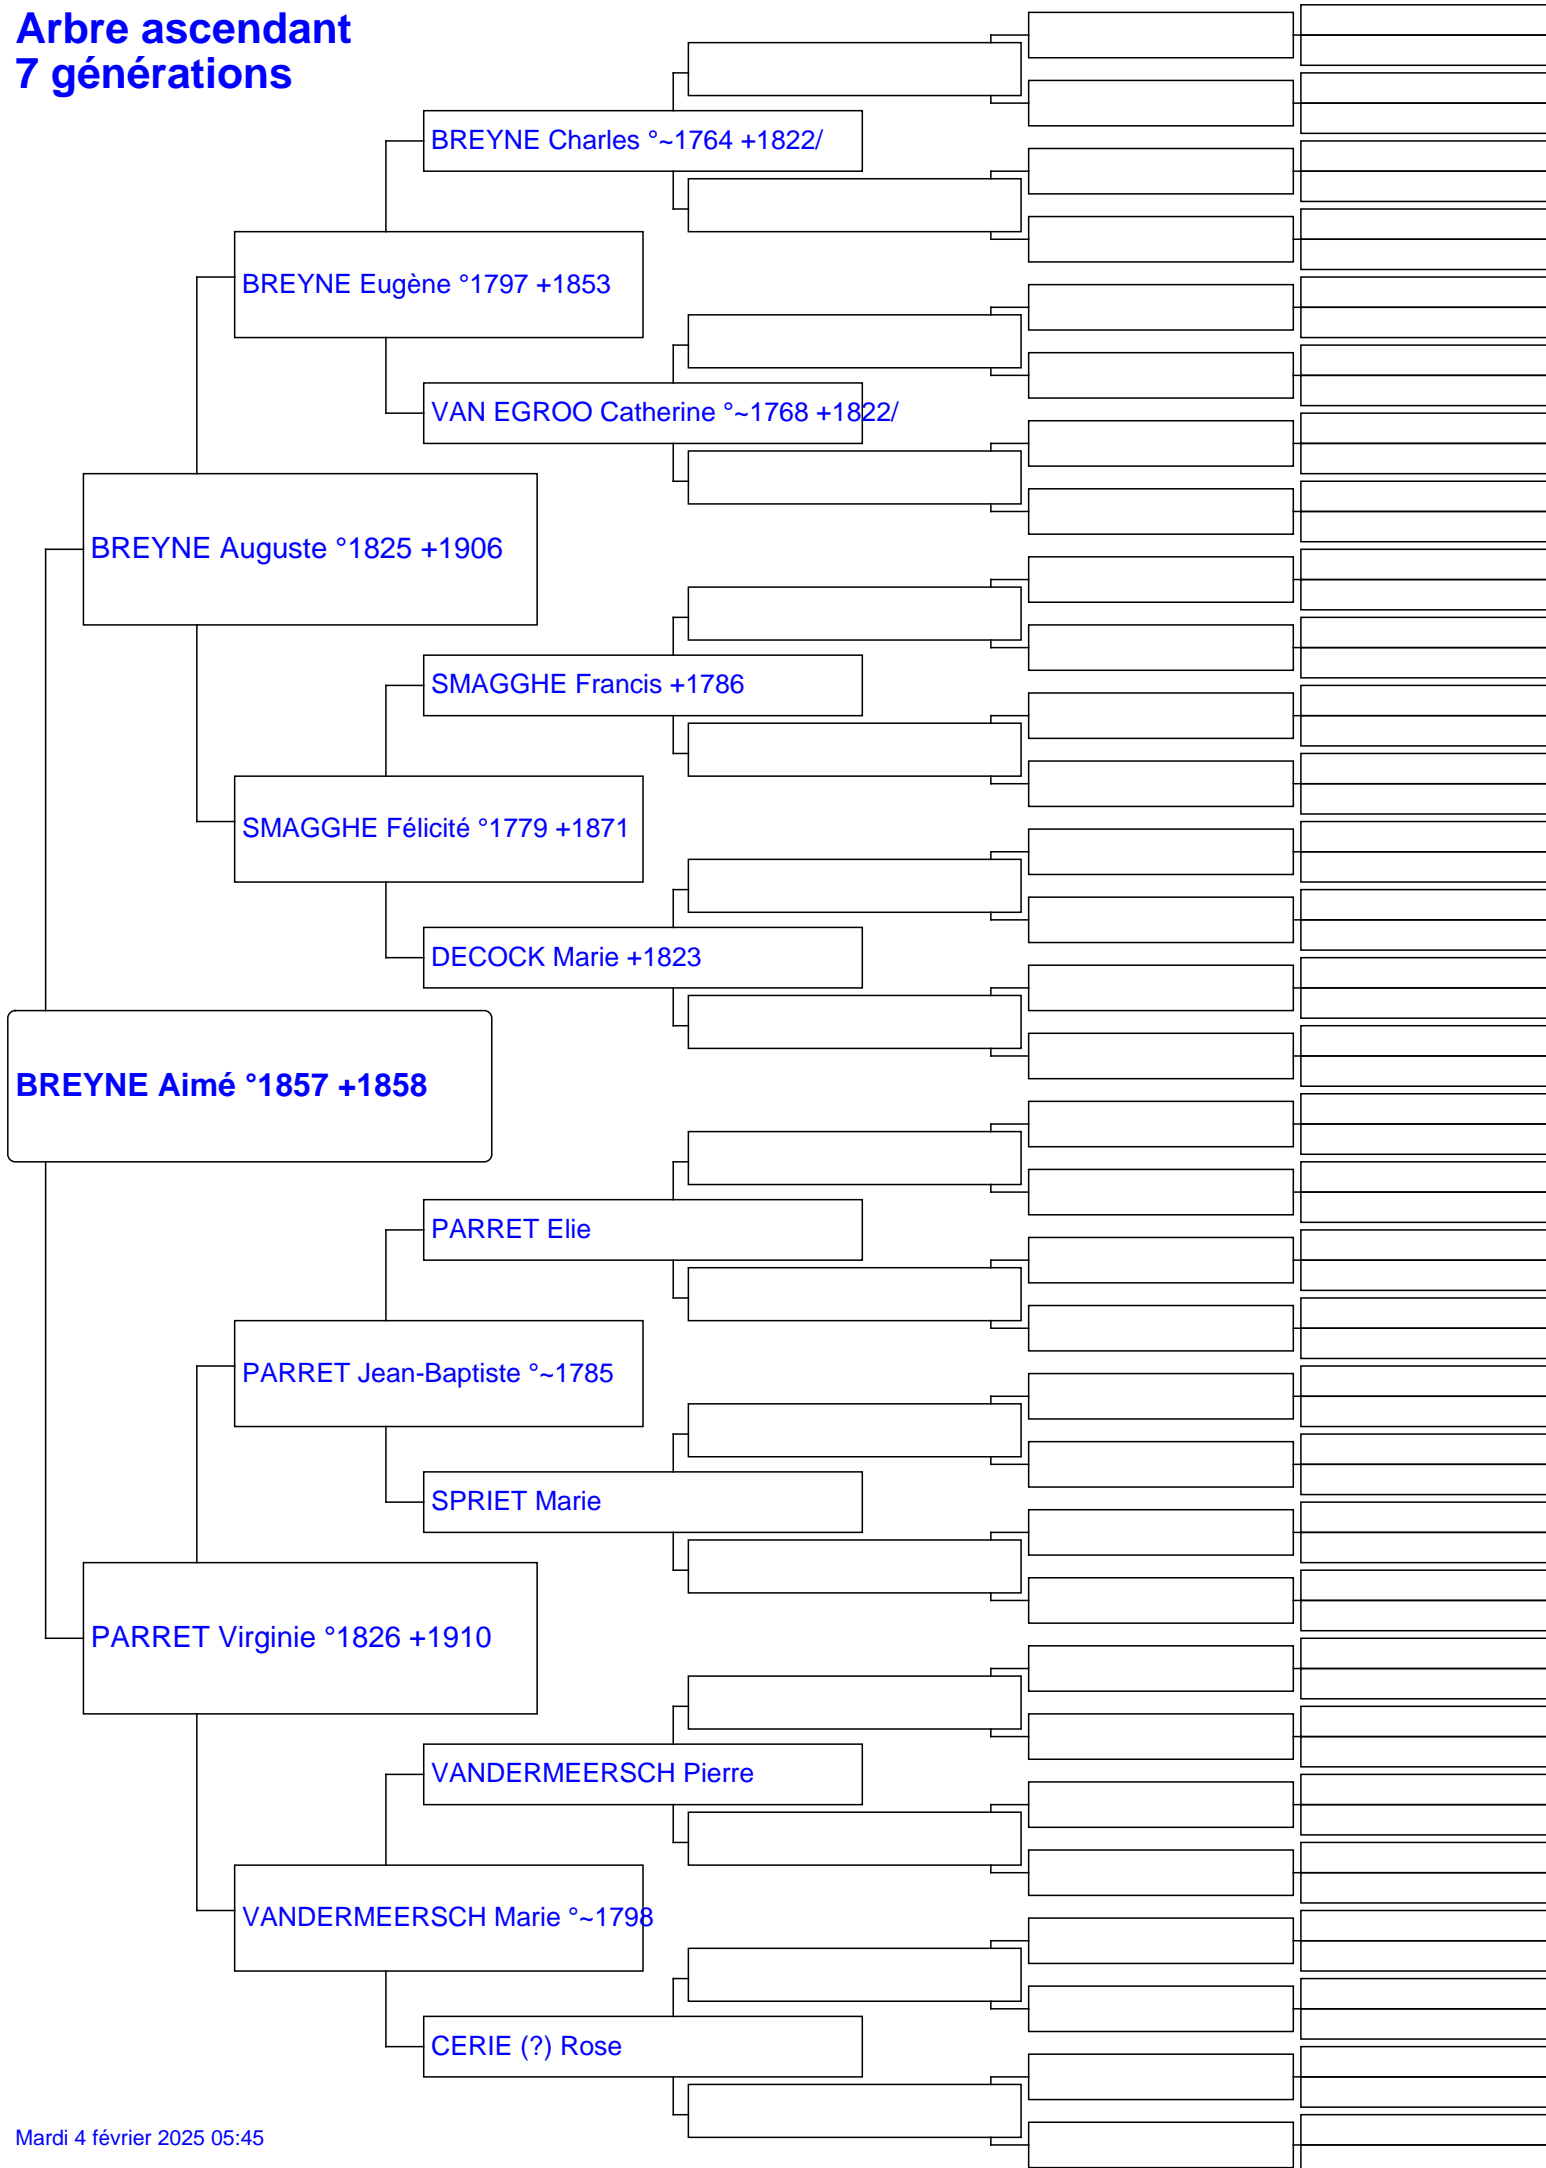 Arbre ascendant
7 générations
BREYNE Charles °~1764 +1822/
BREYNE Eugène °1797 +1853
VAN EGROO Catherine °~1768 +1822/
BREYNE Auguste °1825 +1906
SMAGGHE Francis +1786
SMAGGHE Félicité °1779 +1871
DECOCK Marie +1823
BREYNE Aimé °1857 +1858
PARRET Elie
PARRET Jean-Baptiste °~1785
SPRIET Marie
PARRET Virginie °1826 +1910
VANDERMEERSCH Pierre
VANDERMEERSCH Marie °~1798
CERIE (?) Rose
Mardi 4 février 2025 05:45